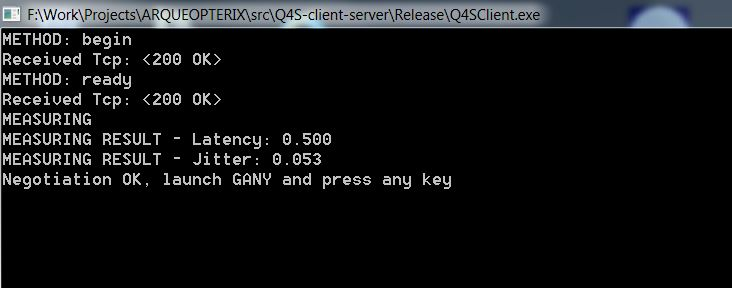 F:\Work\Projects\ARQUEOPTERIX\src\Q4S-client-server\Release\Q4SClient.exe
METHOD: begin
Received Tcp: <200 OK>
METHOD: ready
Received Tcp: <200 OK>
MEASURING
MEASURING RESULT - Latency: 0.500
MEASURING RESULT - Jitter: 0.053
Negotiation OK, launch GANY and press any key